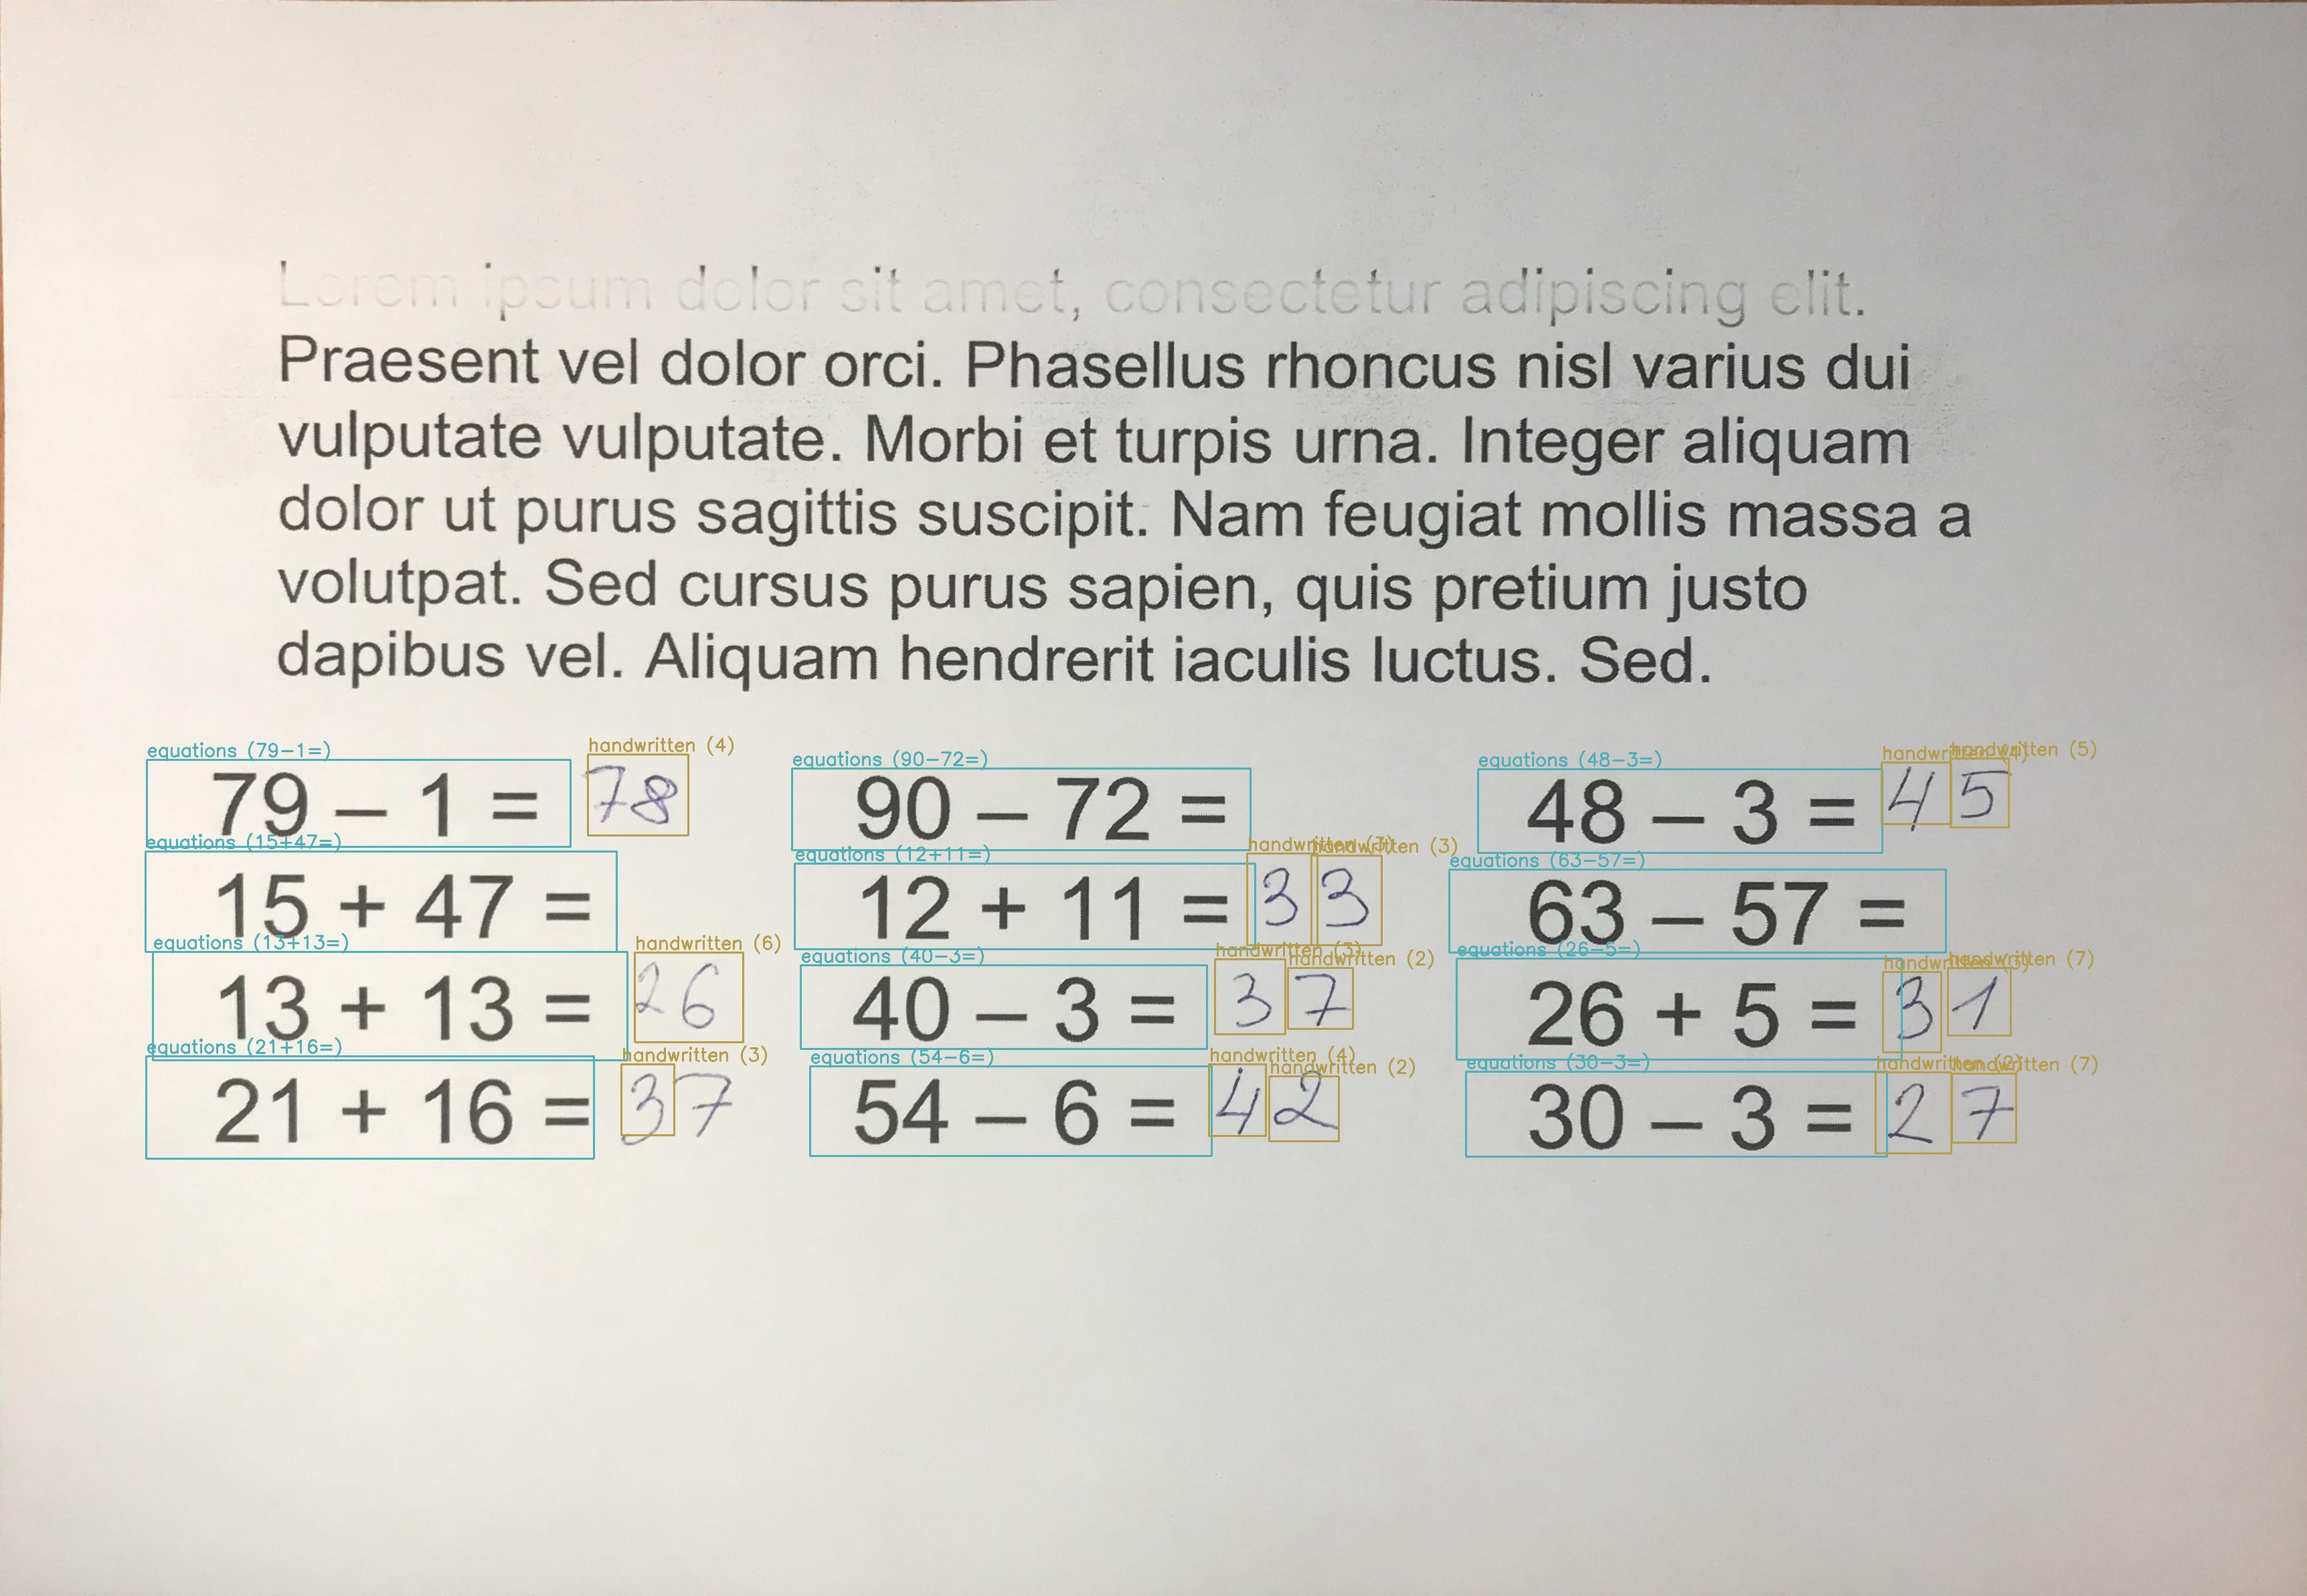 Lorem ipsum dolor sit amet, consectetur adipiscing elit.
Praesent vel dolor orci. Phasellus rhoncus nisl varius dui
vulputate vulputate. Morbi et turpis urna. Integer aliquam
dolor ut purus sagittis suscipit. Nam feugiat mollis massa a
volutpat. Sed cursus purus sapien, quis pretium justo
dapibus vel. Aliquam hendrerit iaculis luctus. Sed.
equations (79-1=) handwritten (4) equations (90-72=) equations (48-3=) handwritten (4) handwritten (5)
79 – 1 = 78 90 – 72 = 48 – 3 = 45
equations (15+47=) equations (12+11=) handwritten (3) handwritten (3) equations (63-57=)
15 + 47 = 12 + 11 = 33 63 – 57 =
equations (13+13=) handwritten (6) equations (40-3=) handwritten (3) handwritten (2) equations (26-5=) handwritten (3) handwritten (7)
13 + 13 = 26 40 – 3 = 37 26 + 5 = 31
equations (21+16=) handwritten (3) equations (54-6=) handwritten (4) handwritten (2) equations (30-3=) handwritten (2) handwritten (7)
21 + 16 = 37 54 – 6 = 42 30 – 3 = 27